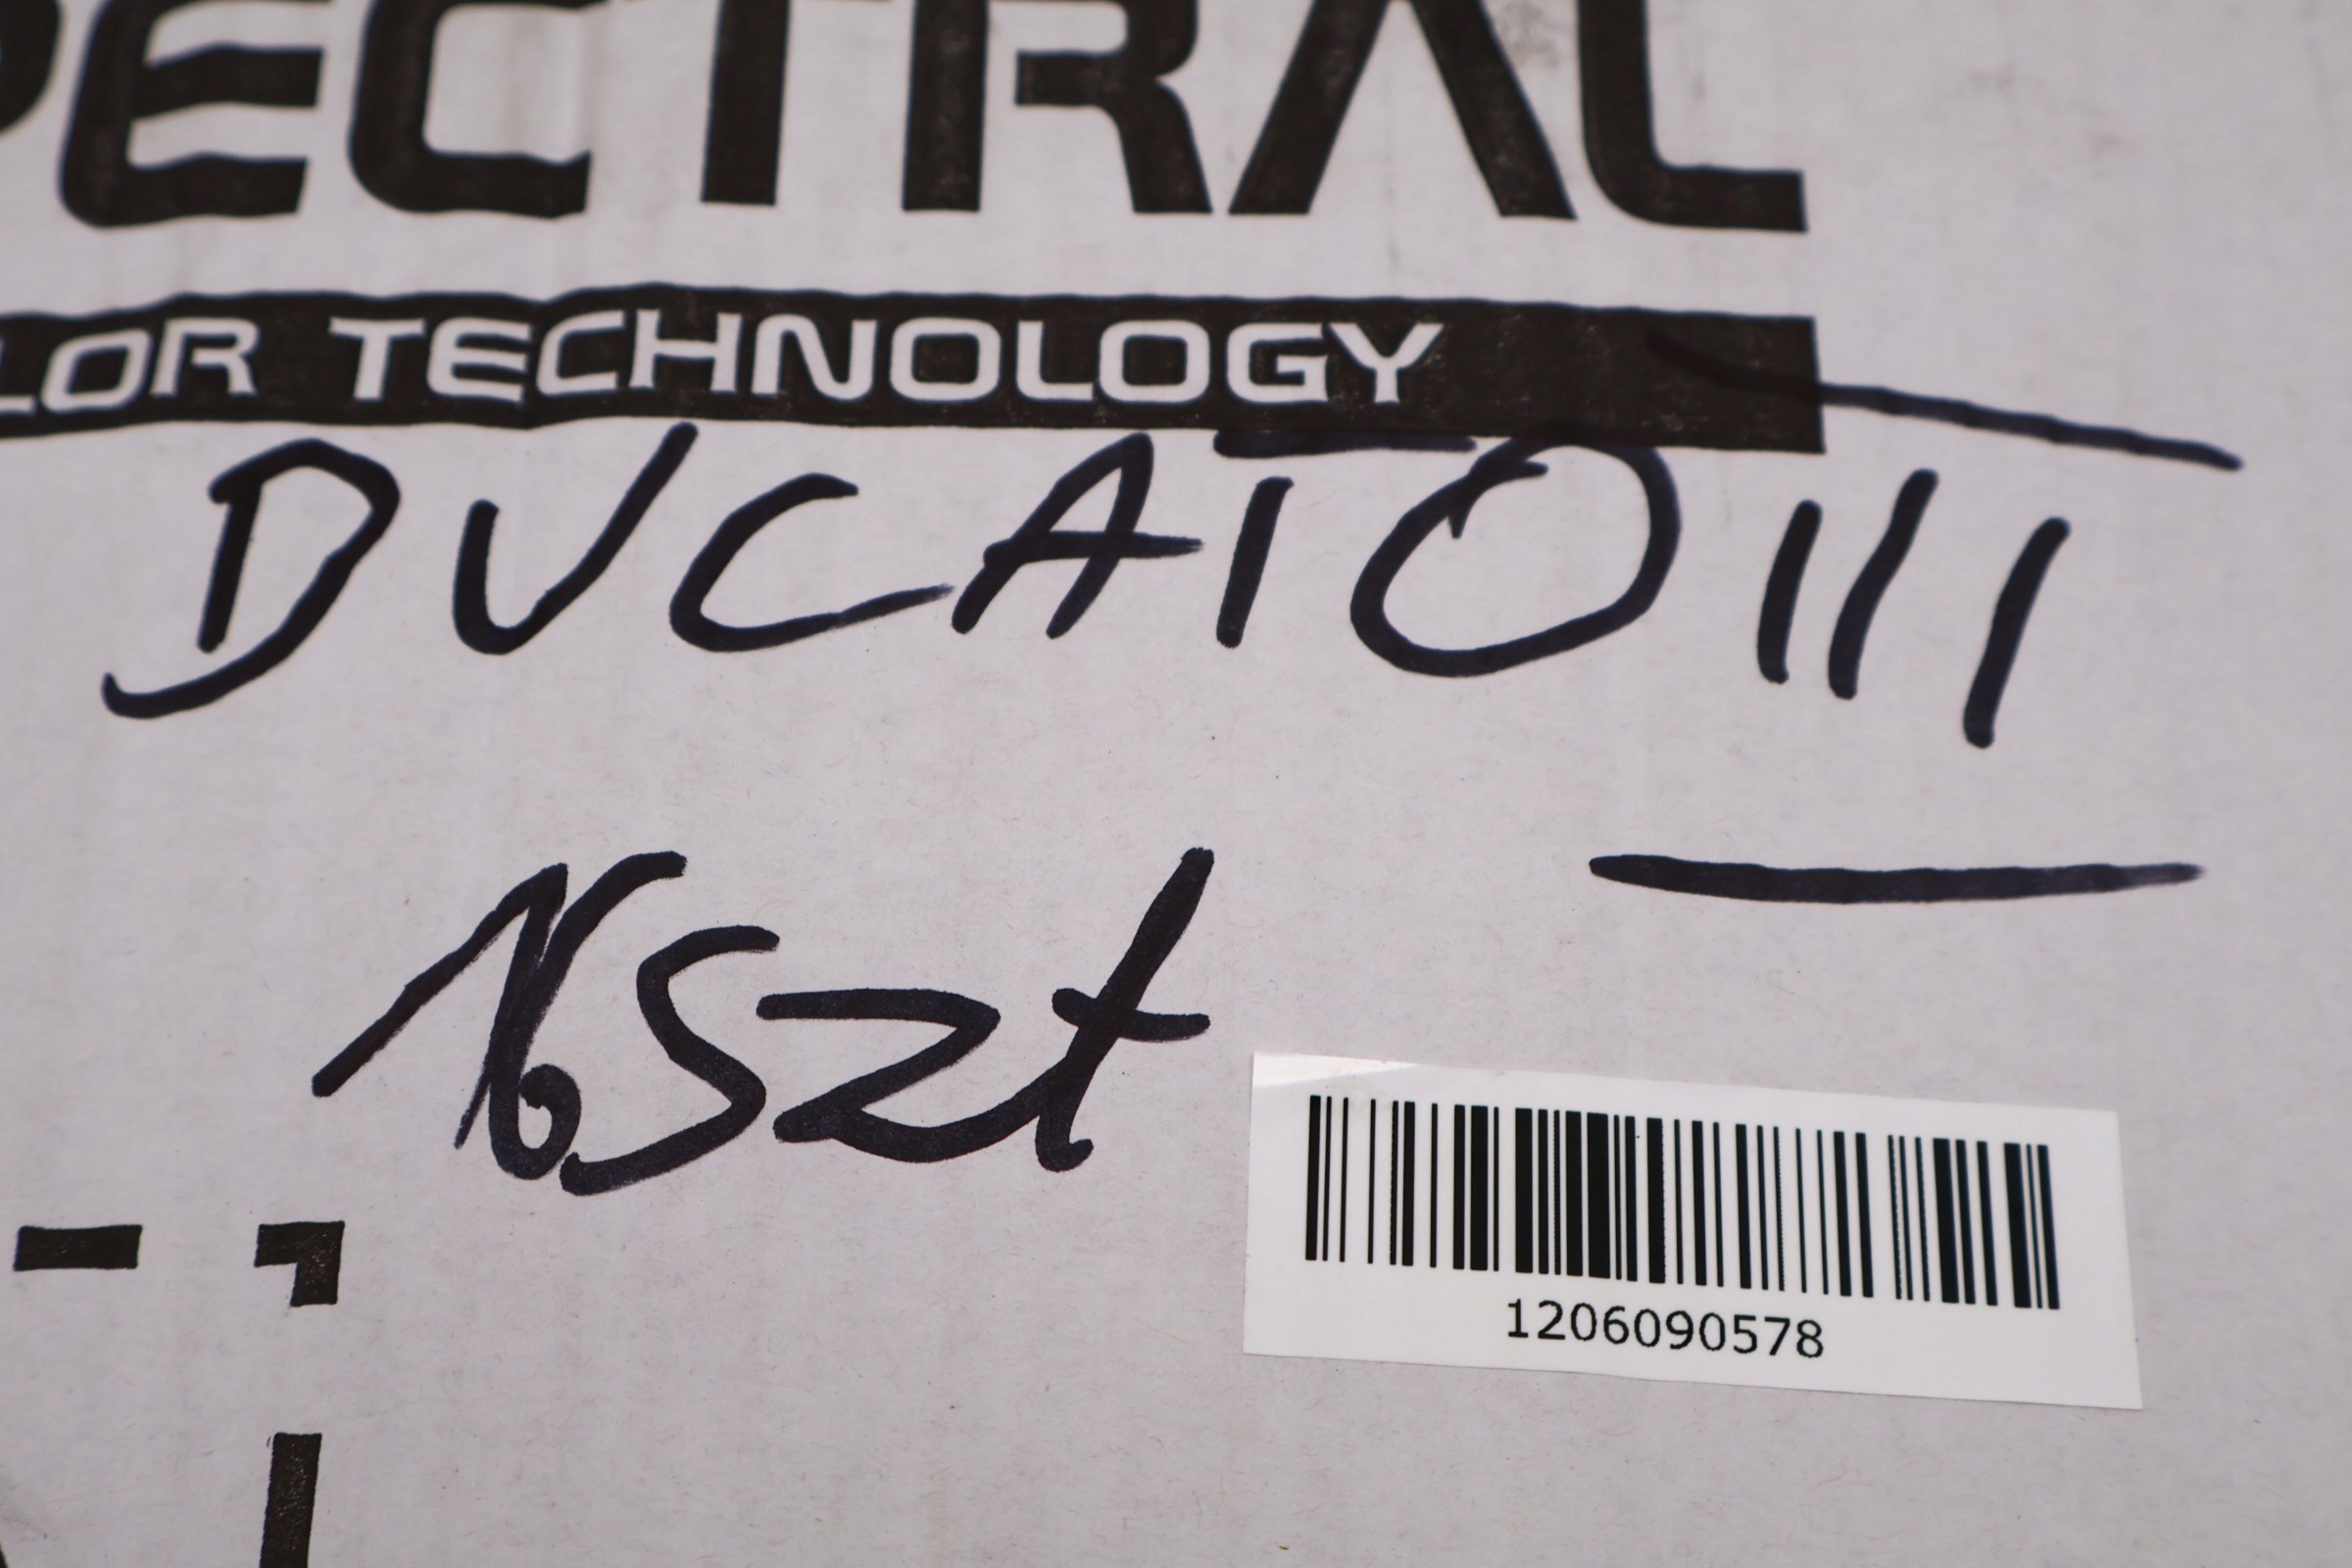 PECTRAL
LOR TECHNOLOGY
DUCATO III
16szt
1206090578